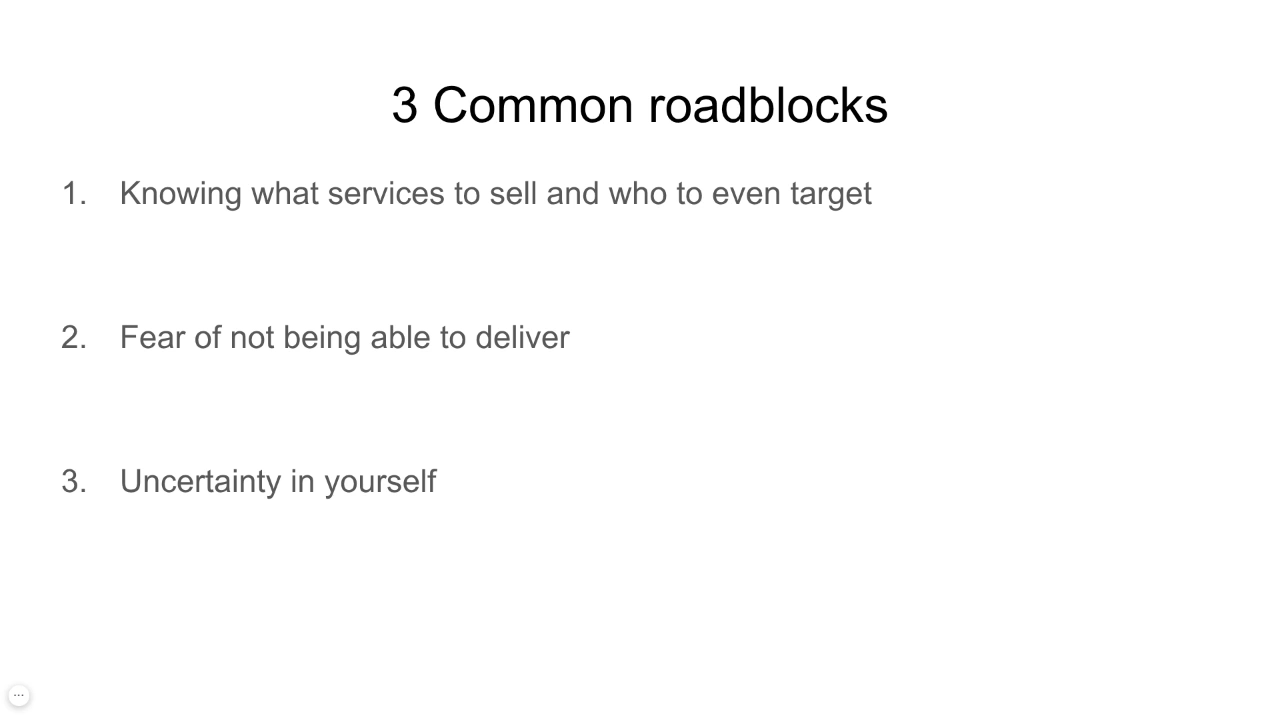 3 Common roadblocks
1. Knowing what services to sell and who to even target
2. Fear of not being able to deliver
3. Uncertainty in yourself